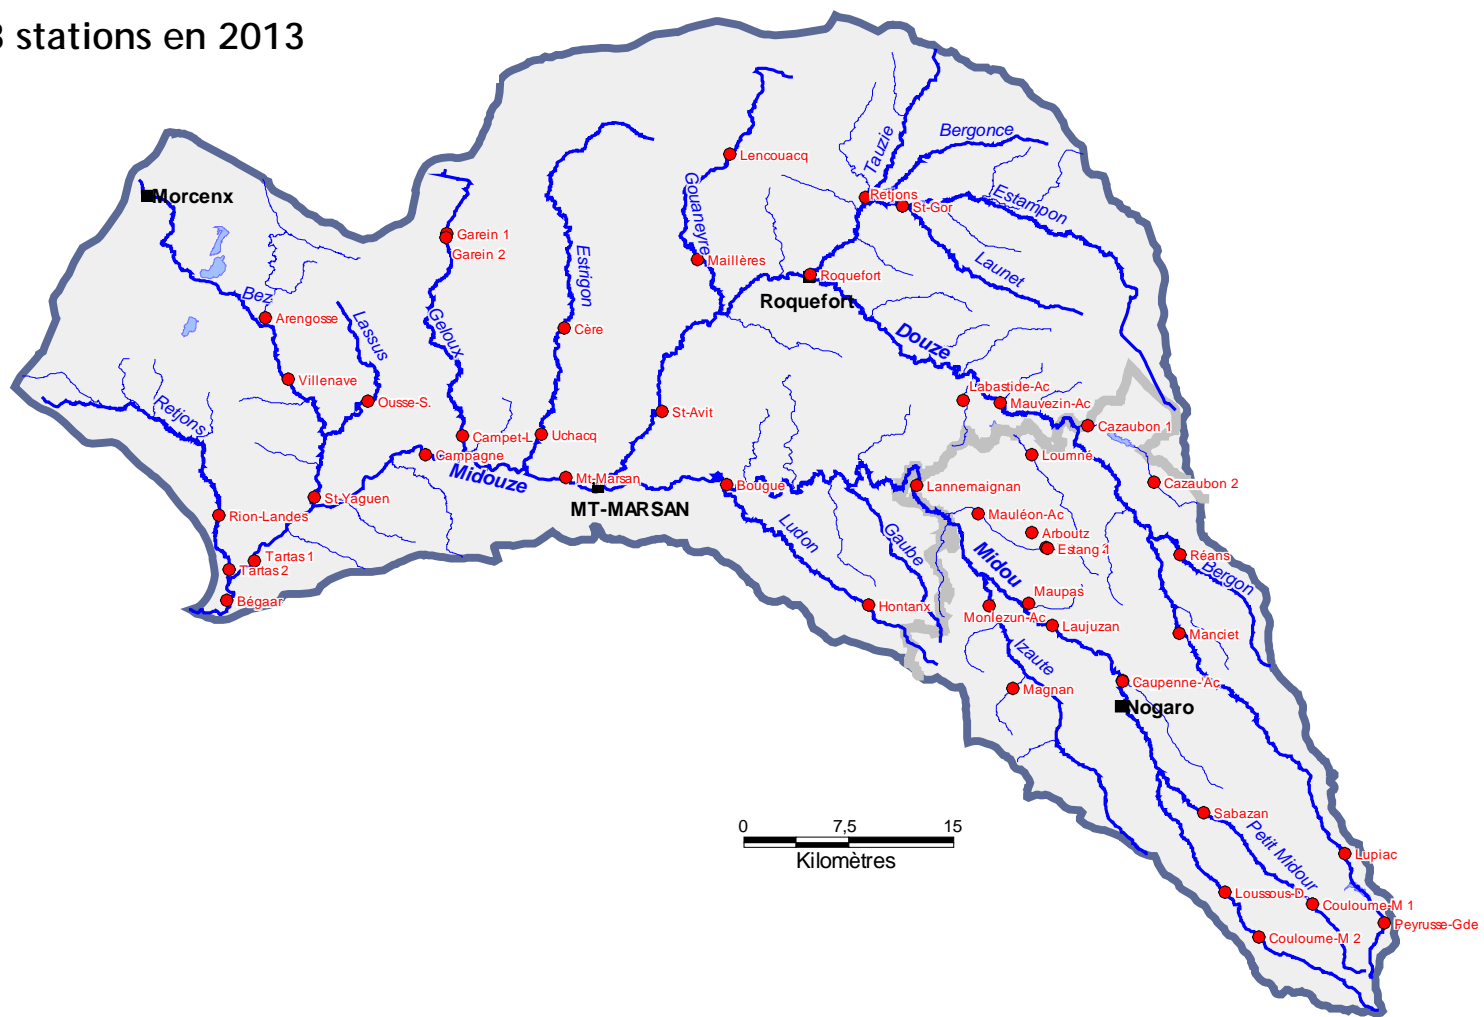 3 stations en 2013
Tauzie
Bergonce
Lencouacq
Gouaneyre
Morcenx
Retjons
St-Gor
Estampon
Garein 1
Garein 2
Estrigon
Maillères
Launet
Roquefort
Roquefort
Bez
Arengosse
Lassus
Geloux
Cère
Douze
Villenave
Ousse-S.
Labastide-Ac
Mauvezin-Ac
Retjons
St-Avit
Cazaubon 1
Campet-L
Uchacq
Campagne
Loumné
Midouze
Mt-Marsan
Bougue
Lannemaignan
Cazaubon 2
St-Yaguen
MT-MARSAN
Rion-Landes
Mauléon-Ac
Ludon
Gaube
Arboutz
Estang 2
Tartas 1
Tartas 2
Midou
Réans
Bergon
Bégaar
Hontanx
Maupas
Monlezun-Ac
Laujuzan
Manciet
Izaute
Magnan
Caupenne-Ac
Nogaro
Sabazan
Petit Midour
0 7,5 15
Kilomètres
Lupiac
Loussous-D.
Couloume-M 1
Peyrusse-Gde
Couloume-M 2